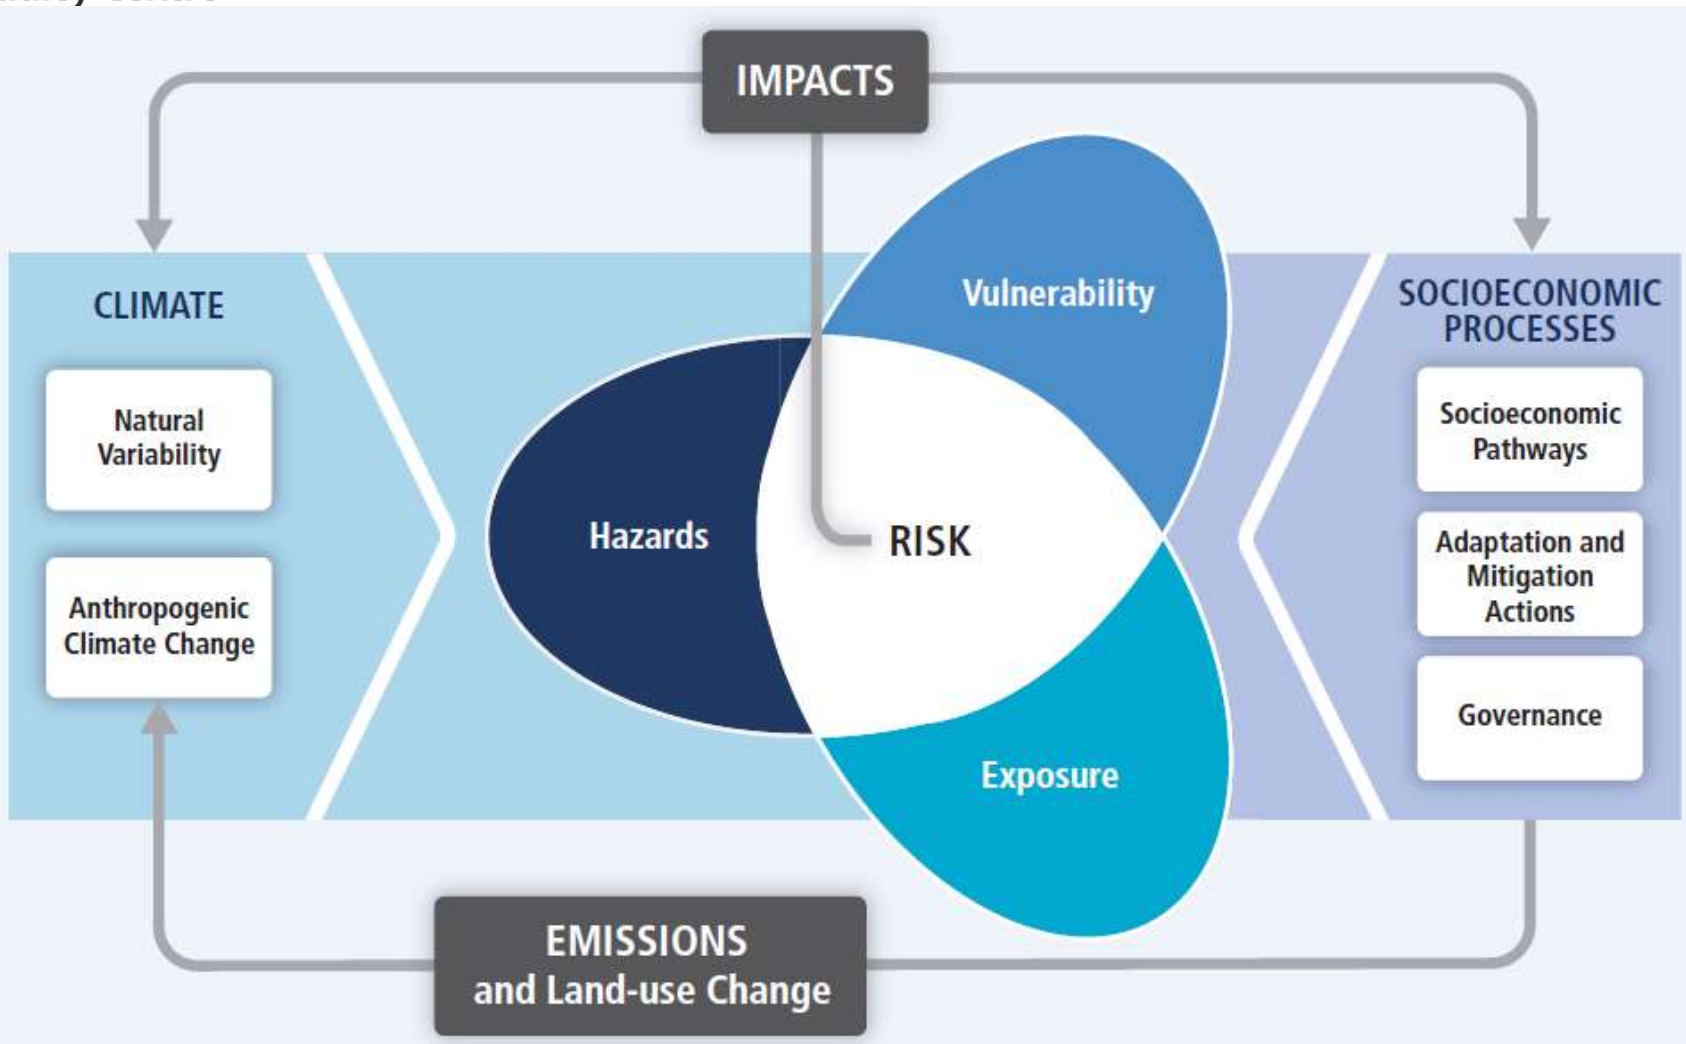 IMPACTS
Vulnerability
CLIMATE
SOCIOECONOMIC
PROCESSES
Natural
Variability
Socioeconomic
Pathways
Hazards
RISK
Adaptation and
Mitigation
Actions
Anthropogenic
Climate Change
Governance
Exposure
EMISSIONS
and Land-use Change